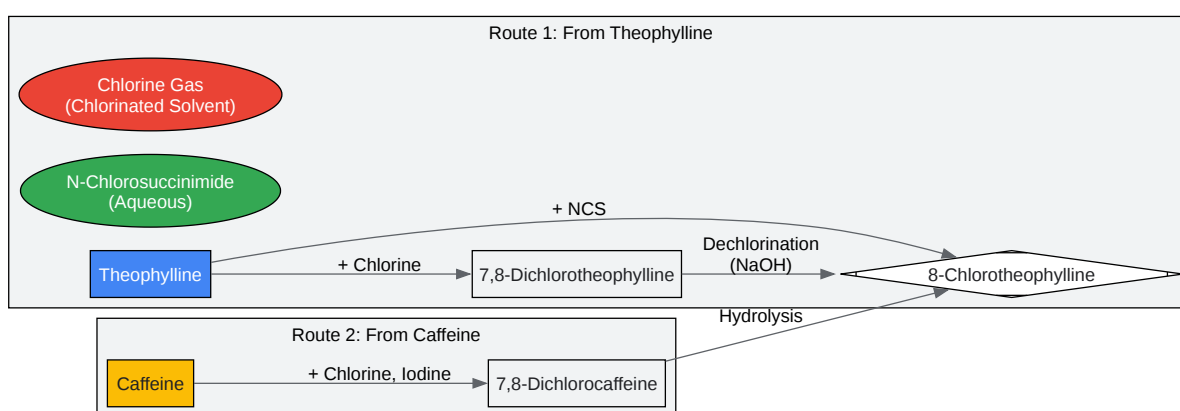 Route 1: From Theophylline
Chlorine Gas
(Chlorinated Solvent)
N-Chlorosuccinimide
(Aqueous)
+ NCS
Theophylline
+ Chlorine
7,8-Dichlorotheophylline
Dechlorination
(NaOH)
8-Chlorotheophylline
Hydrolysis
Route 2: From Caffeine
Caffeine
+ Chlorine, Iodine
7,8-Dichlorocaffeine